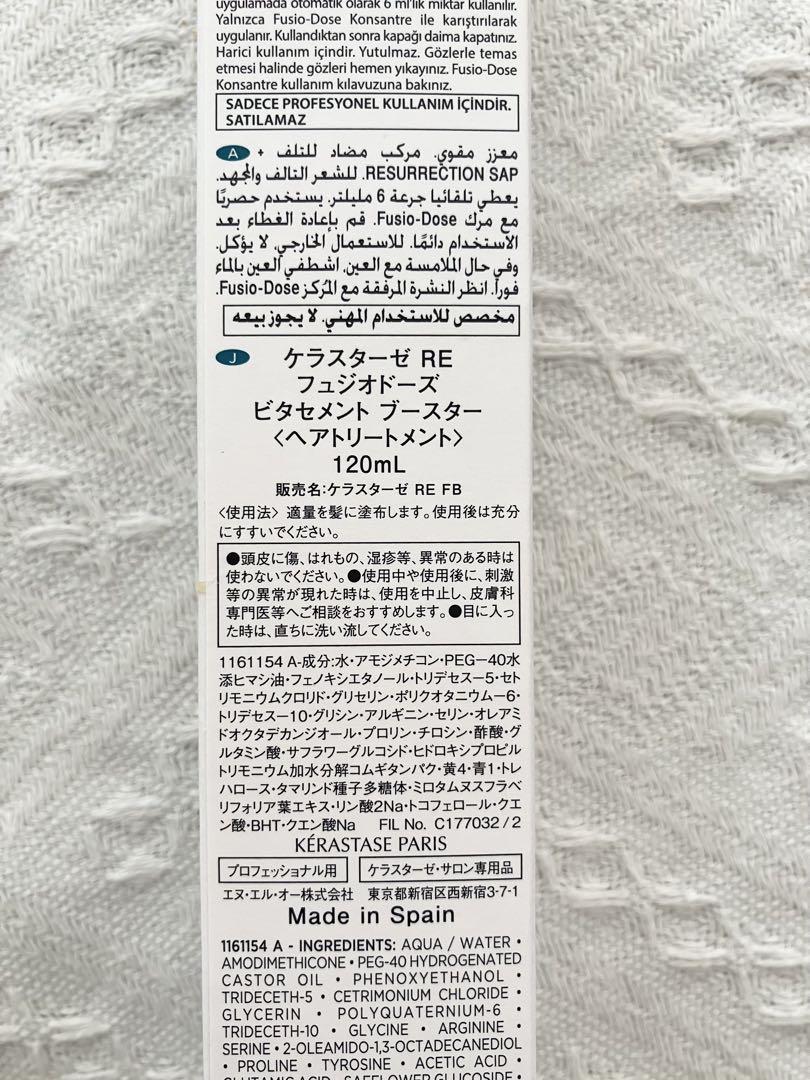 uygulamada otomatik olarak 6 ml'lik miktar kullanılır.
Yalnızca Fusio-Dose Konsantre ile karıştırılarak
uygulanır. Kullandıktan sonra kapağı daima kapatınız.
Harici kullanım içindir. Yutulmaz. Gözlerle temas
etmesi halinde gözleri hemen yıkayınız. Fusio-Dose
Konsantre kullanım kılavuzuna bakınız.
SADECE PROFESYONEL KULLANIM İÇİNDİR.
SATILAMAZ
A معزز مقوي. مركب مضاد للتلف +
RESURRECTION SAP. للشعر التالف والمجهد.
يعطي تلقائيا جرعة 6 مليلتر. يستخدم حصريًا
مع مرك Fusio-Dose. قم بإعادة الغطاء بعد
الاستخدام دائمًا. للاستعمال الخارجي. لا يؤكل.
وفي حال الملامسة مع العين، اشطفي العين بالماء
فورا. انظر النشرة المرفقة مع المركز Fusio-Dose.
مخصص للاستخدام المهني. لا يجوز بيعه
J ケラスターゼ RE
フュジオドーズ
ビタセメント ブースター
〈ヘアトリートメント〉
120mL
販売名:ケラスターゼ RE FB
〈使用法〉 適量を髪に塗布します。使用後は充分
にすすいでください。
●頭皮に傷、はれもの、湿疹等、異常のある時は
使わないでください。●使用中や使用後に、刺激
等の異常が現れた時は、使用を中止し、皮膚科
専門医等へご相談をおすすめします。●目に入っ
た時は、直ちに洗い流してください。
1161154 A-成分:水・アモジメチコン・PEG-40水
添ヒマシ油・フェノキシエタノール・トリデセス-5・セト
リモニウムクロリド・グリセリン・ポリクオタニウム-6・
トリデセス-10・グリシン・アルギニン・セリン・オレアミ
ドオクタデカンジオール・プロリン・チロシン・酢酸・グ
ルタミン酸・サフラワーグルコシド・ヒドロキシプロピル
トリモニウム加水分解コムギタンパク・黄4・青1・トレ
ハロース・タマリンド種子多糖体・ミロタムヌスフラベ
リフォリア葉エキス・リン酸2Na・トコフェロール・クエ
ン酸・BHT・クエン酸Na FIL No. C177032 / 2
KÉRASTASE PARIS
プロフェッショナル用 ケラスターゼ・サロン専用品
エヌ・エル・オー株式会社 東京都新宿区西新宿3-7-1
Made in Spain
1161154 A - INGREDIENTS: AQUA / WATER •
AMODIMETHICONE • PEG-40 HYDROGENATED
CASTOR OIL • PHENOXYETHANOL •
TRIDECETH-5 • CETRIMONIUM CHLORIDE •
GLYCERIN • POLYQUATERNIUM-6 •
TRIDECETH-10 • GLYCINE • ARGININE •
SERINE • 2-OLEAMIDO-1,3-OCTADECANEDIOL
• PROLINE • TYROSINE • ACETIC ACID •
GLUTAMIC ACID • SAFFLOWER GLUCOSIDE •